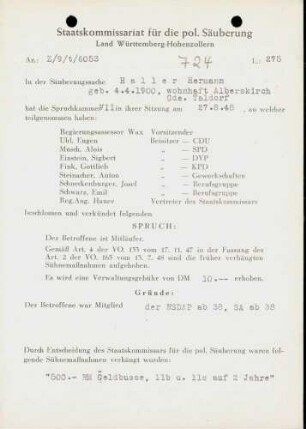 Staatskommissariat für die pol. Säuberung
Land Württemberg-Hohenzollern
Az.: Z/S/4/6053 724 L: 275
In der Säuberungssache Haller Hermann
geb. 4.4.1900, wohnhaft Alberskirch
Gde. Taldorf
hat die Spruchkammer VII in ihrer Sitzung am 27.8.48, an welcher
teilgenommen haben:
Regierungsassessor Wax Vorsitzender
Uhl, Eugen Beisitzer — CDU
Musch, Alois „ — SPD
Einstein, Sigbert „ — DVP
Fink, Gottlieb „ — KPD
Steinacher, Anton „ — Gewerkschaften
Schneckenburger, Josef „ — Berufsgruppe
Schwarz, Emil „ — Berufsgruppe
Reg.Ang. Hauer Vertreter des Staatskommissars
beschlossen und verkündet folgenden
SPRUCH:
Der Betroffene ist Mitläufer.
Gemäß Art. 4 der VO. 133 vom 17. 11. 47 in der Fassung des
Art. 2 der VO. 165 vom 13. 7. 48 sind die früher verhängten
Sühnemaßnahmen aufgehoben.
Es wird eine Verwaltungsgebühr von DM 10.-- erhoben.
Gründe:
Der Betroffene war Mitglied der NSDAP ab 38, SA ab 38
Durch Entscheidung des Staatskommissars für die pol. Säuberung waren fol-
gende Sühnemaßnahmen verhängt worden:
"500.- RM Geldbusse, 11b u. 11c auf 2 Jahre"